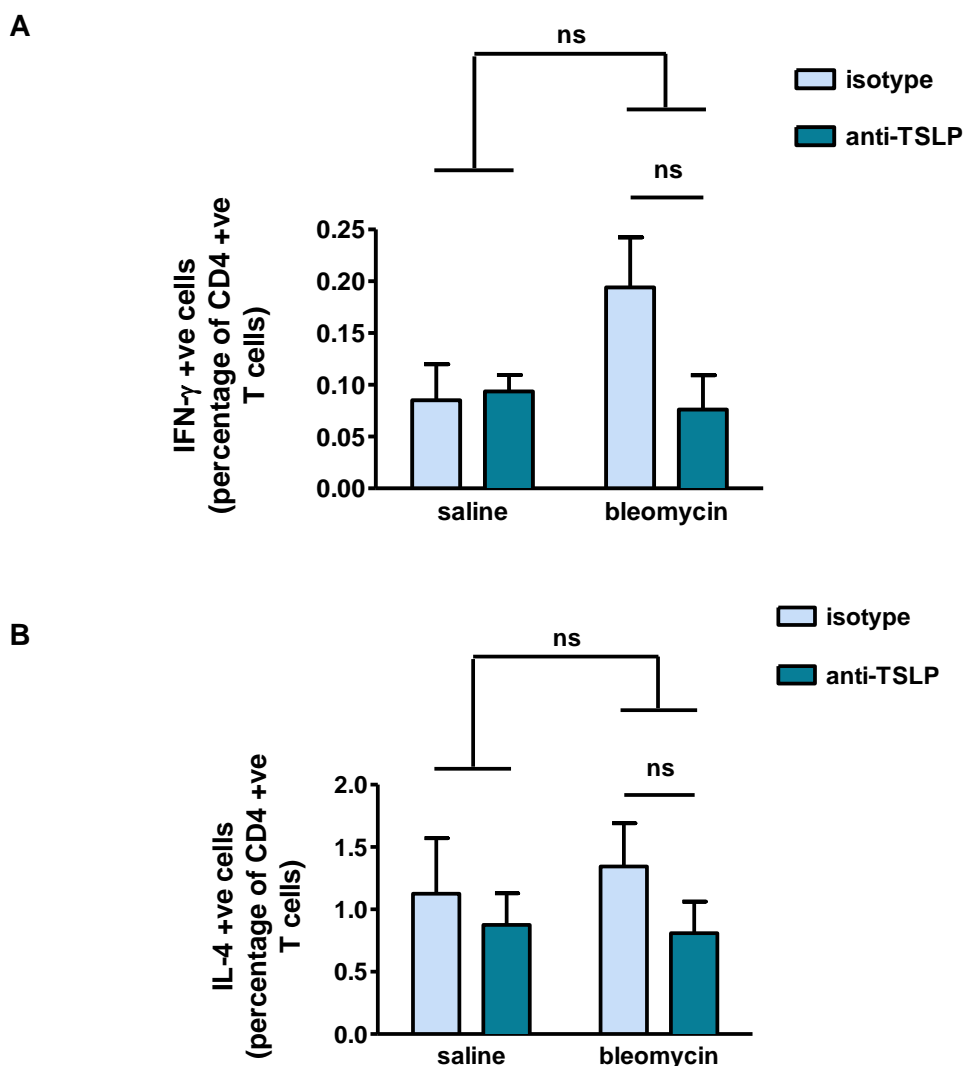 A
ns
isotype
anti-TSLP
ns
IFN-γ +ve cells
(percentage of CD4 +ve
T cells)
0.25
0.20
0.15
0.10
0.05
0.00
saline bleomycin
B
ns
isotype
anti-TSLP
ns
IL-4 +ve cells
(percentage of CD4 +ve
T cells)
2.0
1.5
1.0
0.5
0.0
saline bleomycin